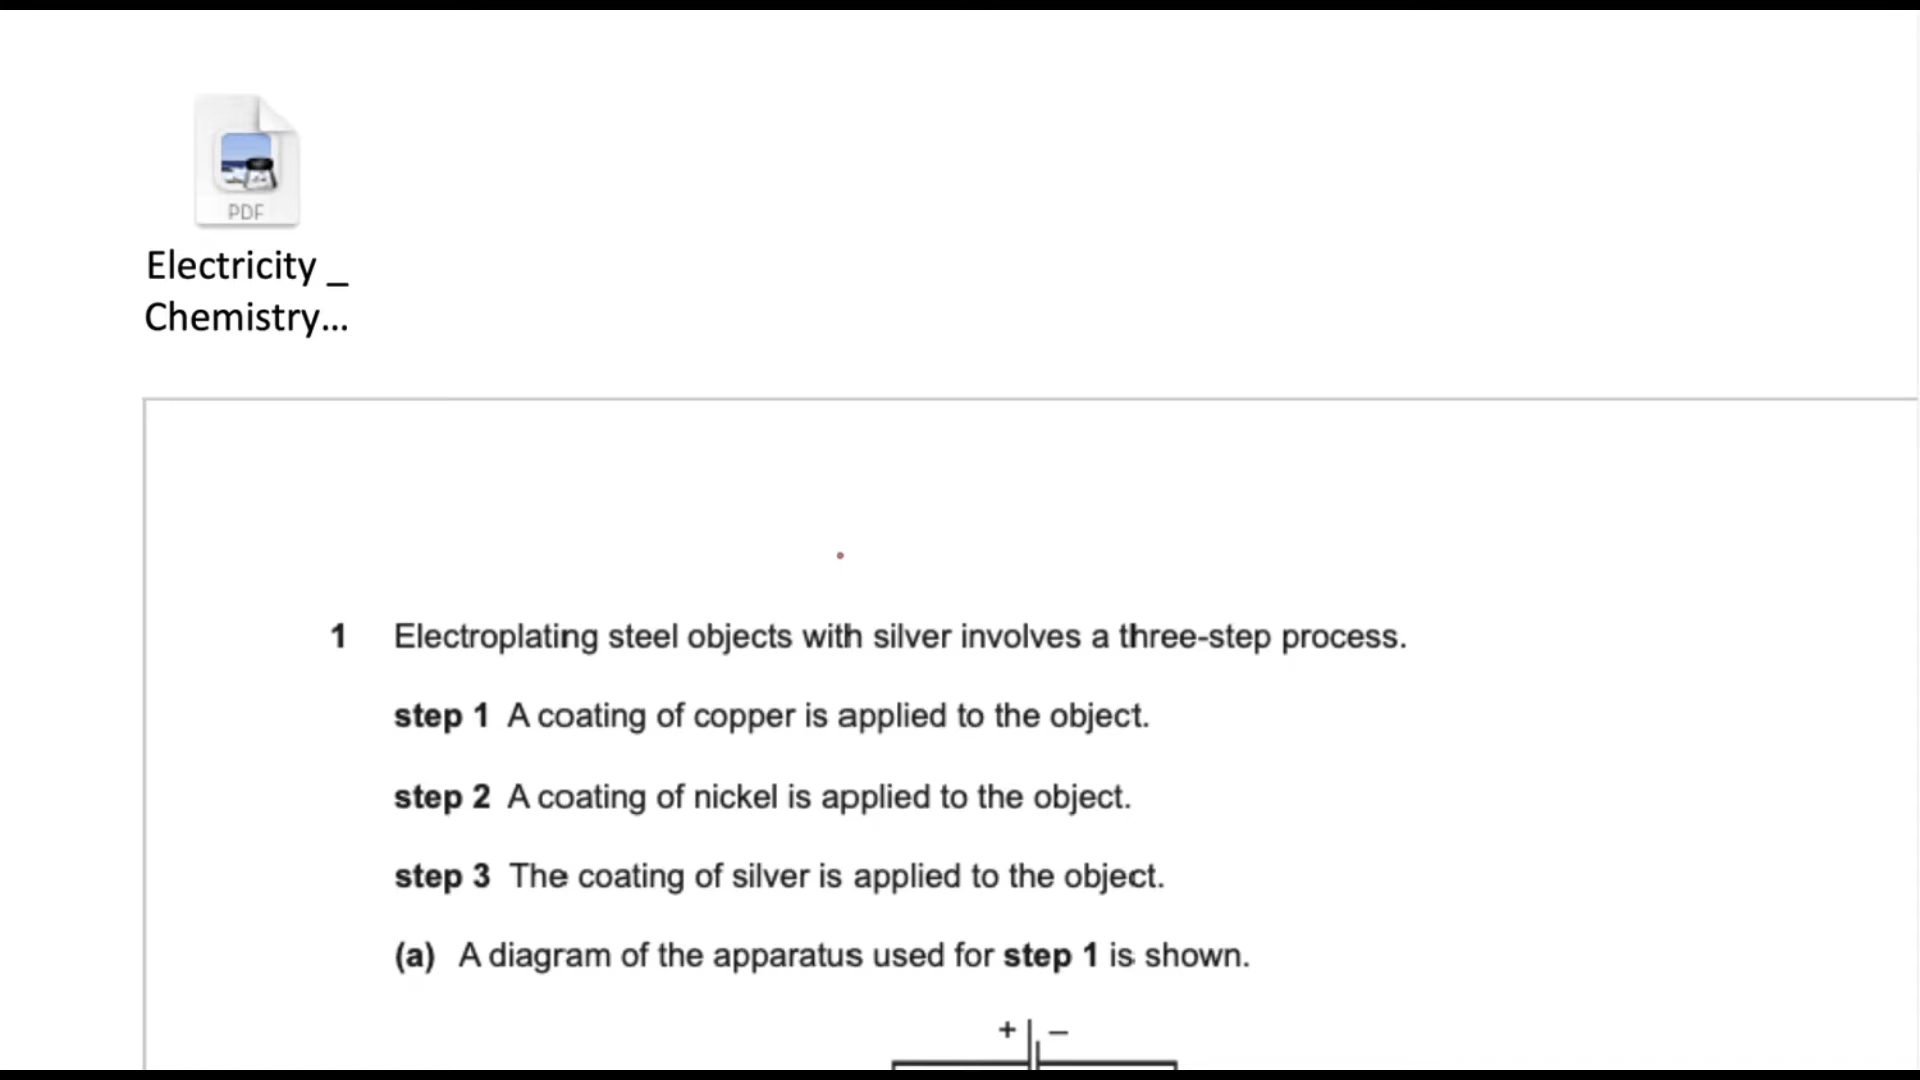 PDF
Electricity _
Chemistry...
1 Electroplating steel objects with silver involves a three-step process.
step 1 A coating of copper is applied to the object.
step 2 A coating of nickel is applied to the object.
step 3 The coating of silver is applied to the object.
(a) A diagram of the apparatus used for step 1 is shown.
+ –